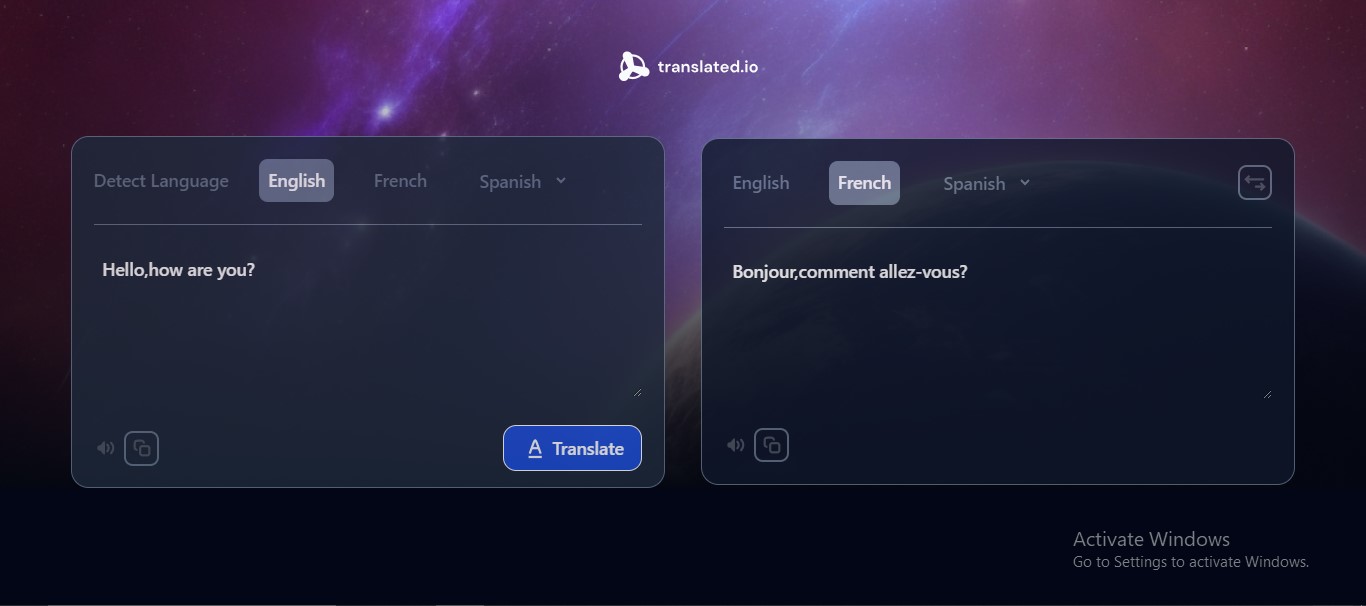 translated.io
Detect Language English French Spanish
Hello,how are you?
Translate
English French Spanish
Bonjour,comment allez-vous?
Activate Windows
Go to Settings to activate Windows.